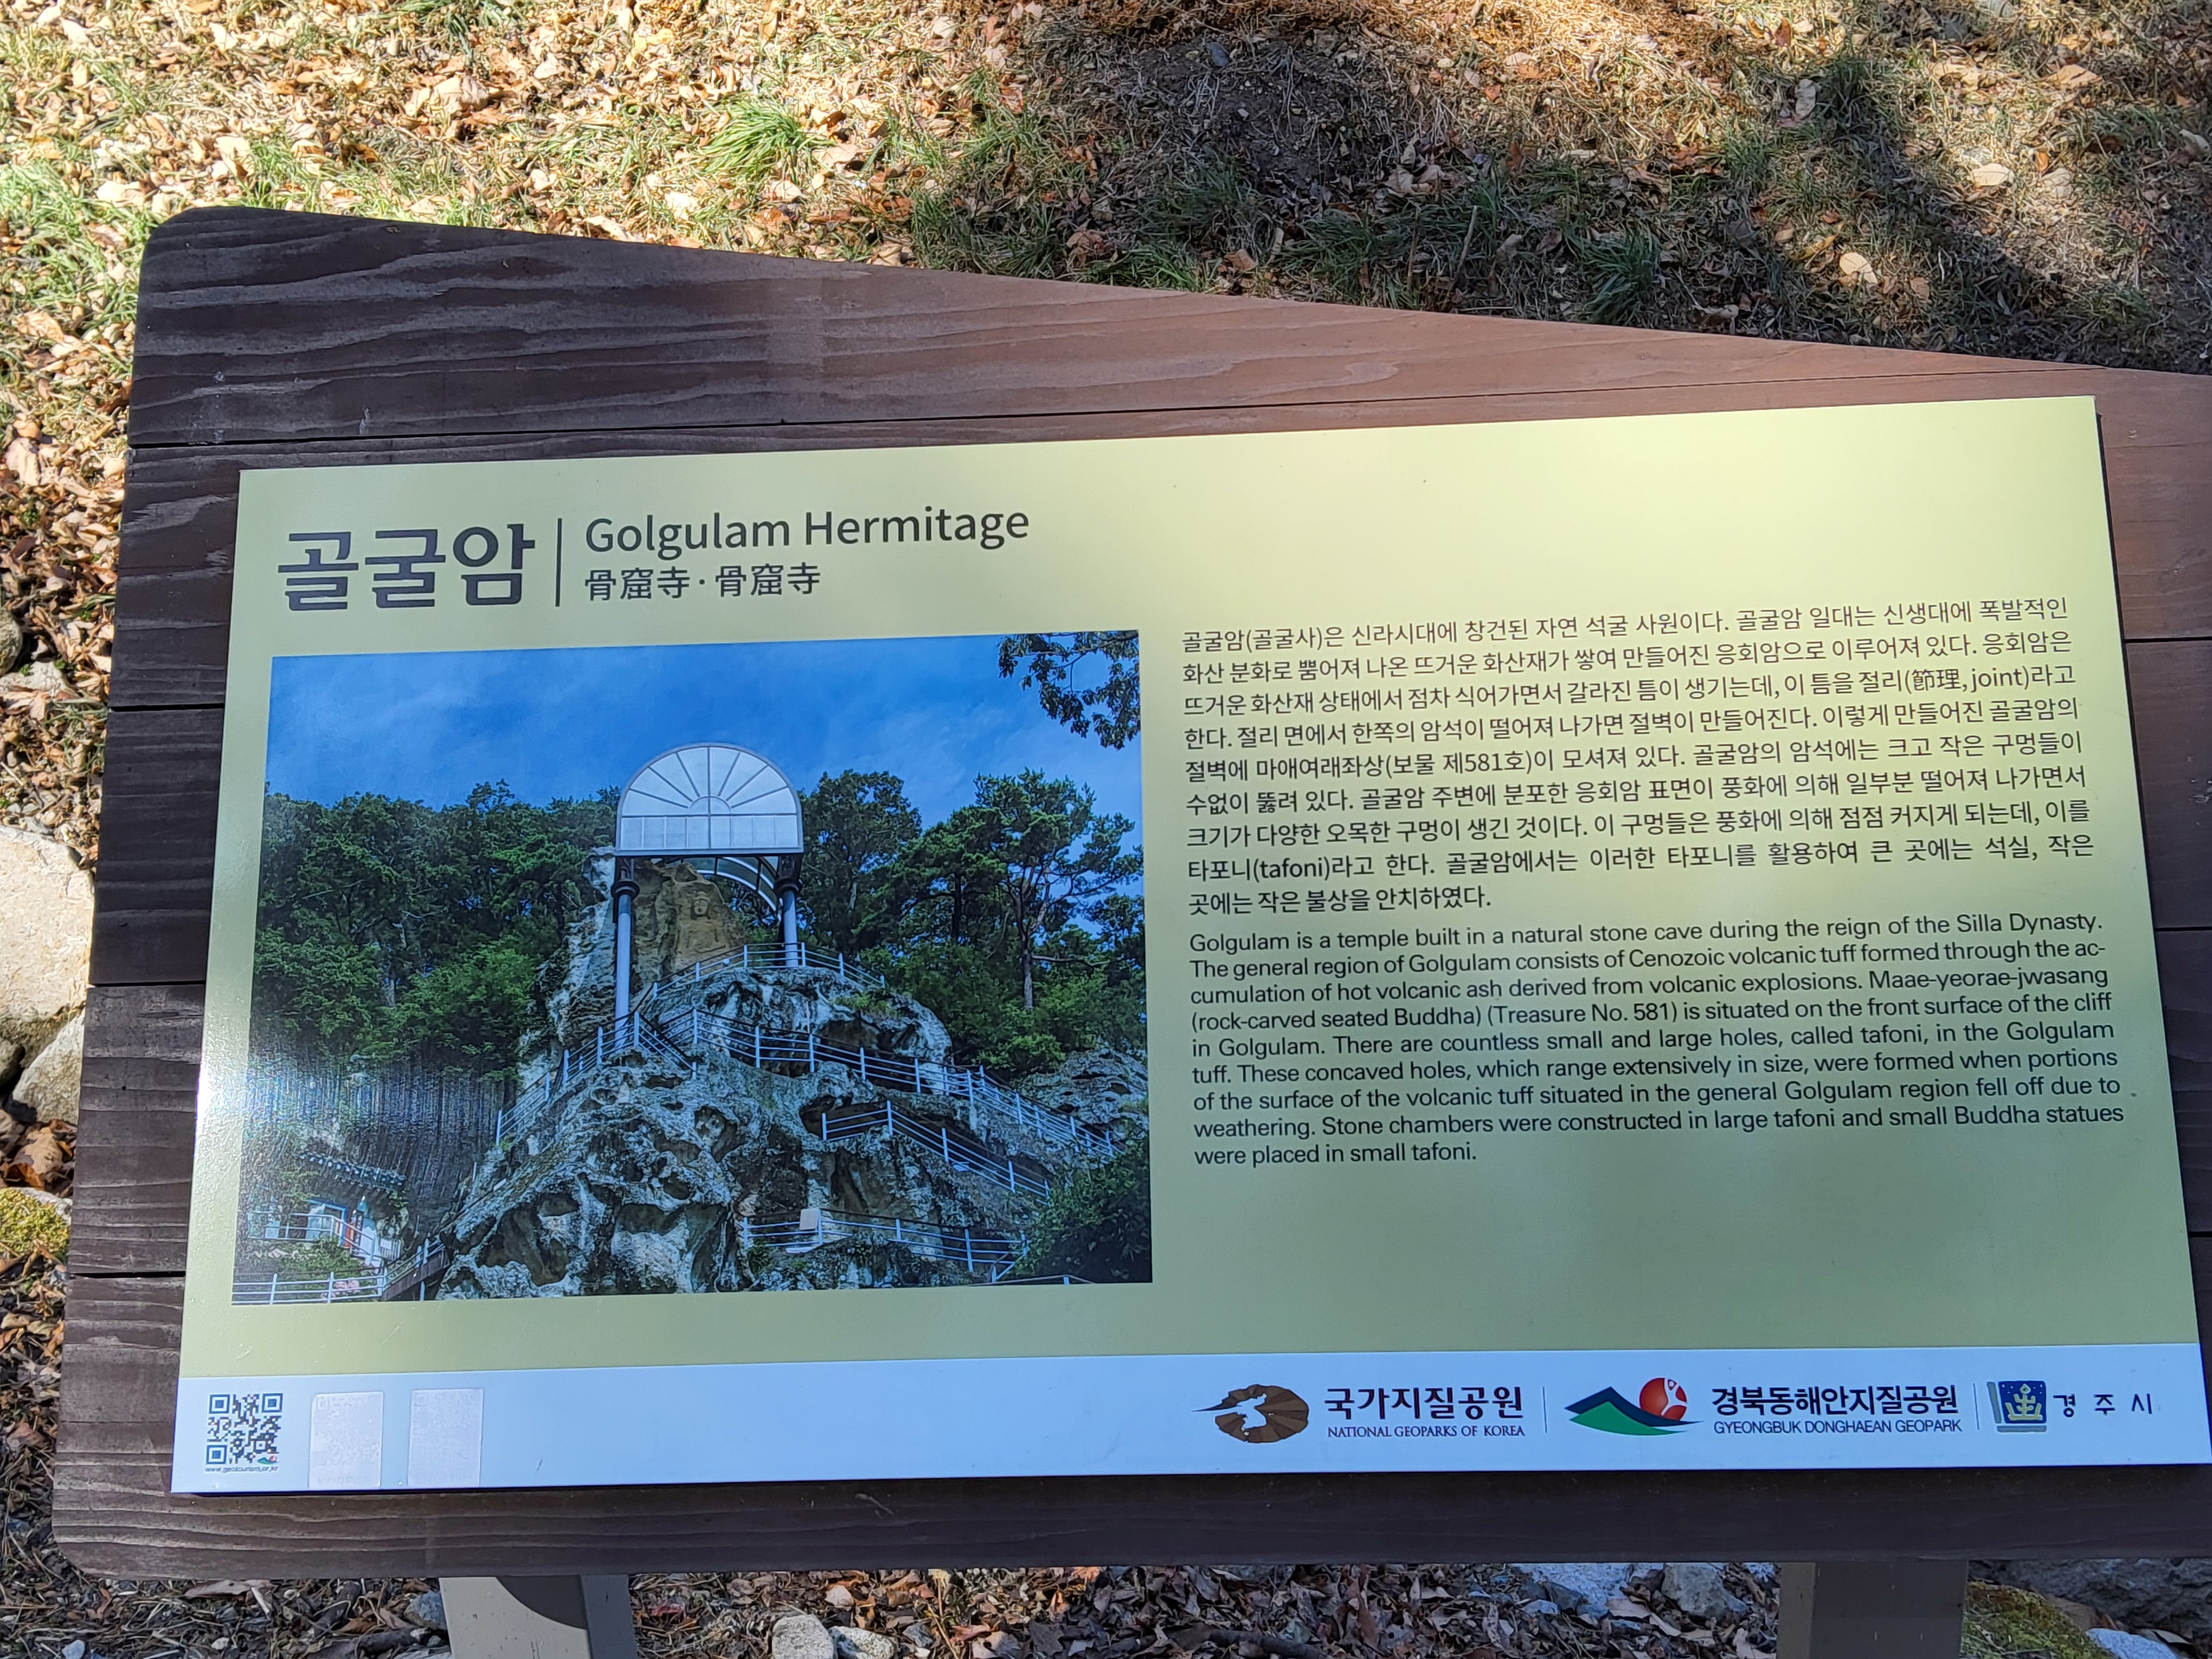 골굴암
Golgulam Hermitage
骨窟寺·骨窟寺
골굴암(골굴사)은 신라시대에 창건된 자연 석굴 사원이다. 골굴암 일대는 신생대에 폭발적인
화산 분화로 뿜어져 나온 뜨거운 화산재가 쌓여 만들어진 응회암으로 이루어져 있다. 응회암은
뜨거운 화산재 상태에서 점차 식어가면서 갈라진 틈이 생기는데, 이 틈을 절리(節理, joint)라고
한다. 절리 면에서 한쪽의 암석이 떨어져 나가면 절벽이 만들어진다. 이렇게 만들어진 골굴암의
절벽에 마애여래좌상(보물 제581호)이 모셔져 있다. 골굴암의 암석에는 크고 작은 구멍들이
수없이 뚫려 있다. 골굴암 주변에 분포한 응회암 표면이 풍화에 의해 일부분 떨어져 나가면서
크기가 다양한 오목한 구멍이 생긴 것이다. 이 구멍들은 풍화에 의해 점점 커지게 되는데, 이를
타포니(tafoni)라고 한다. 골굴암에서는 이러한 타포니를 활용하여 큰 곳에는 석실, 작은
곳에는 작은 불상을 안치하였다.
Golgulam is a temple built in a natural stone cave during the reign of the Silla Dynasty.
The general region of Golgulam consists of Cenozoic volcanic tuff formed through the ac-
cumulation of hot volcanic ash derived from volcanic explosions. Maae-yeorae-jwasang
(rock-carved seated Buddha) (Treasure No. 581) is situated on the front surface of the cliff
in Golgulam. There are countless small and large holes, called tafoni, in the Golgulam
tuff. These concaved holes, which range extensively in size, were formed when portions
of the surface of the volcanic tuff situated in the general Golgulam region fell off due to
weathering. Stone chambers were constructed in large tafoni and small Buddha statues
were placed in small tafoni.
www.geotourism.or.kr
국가지질공원
NATIONAL GEOPARKS OF KOREA
경북동해안지질공원
GYEONGBUK DONGHAEAN GEOPARK
경주시